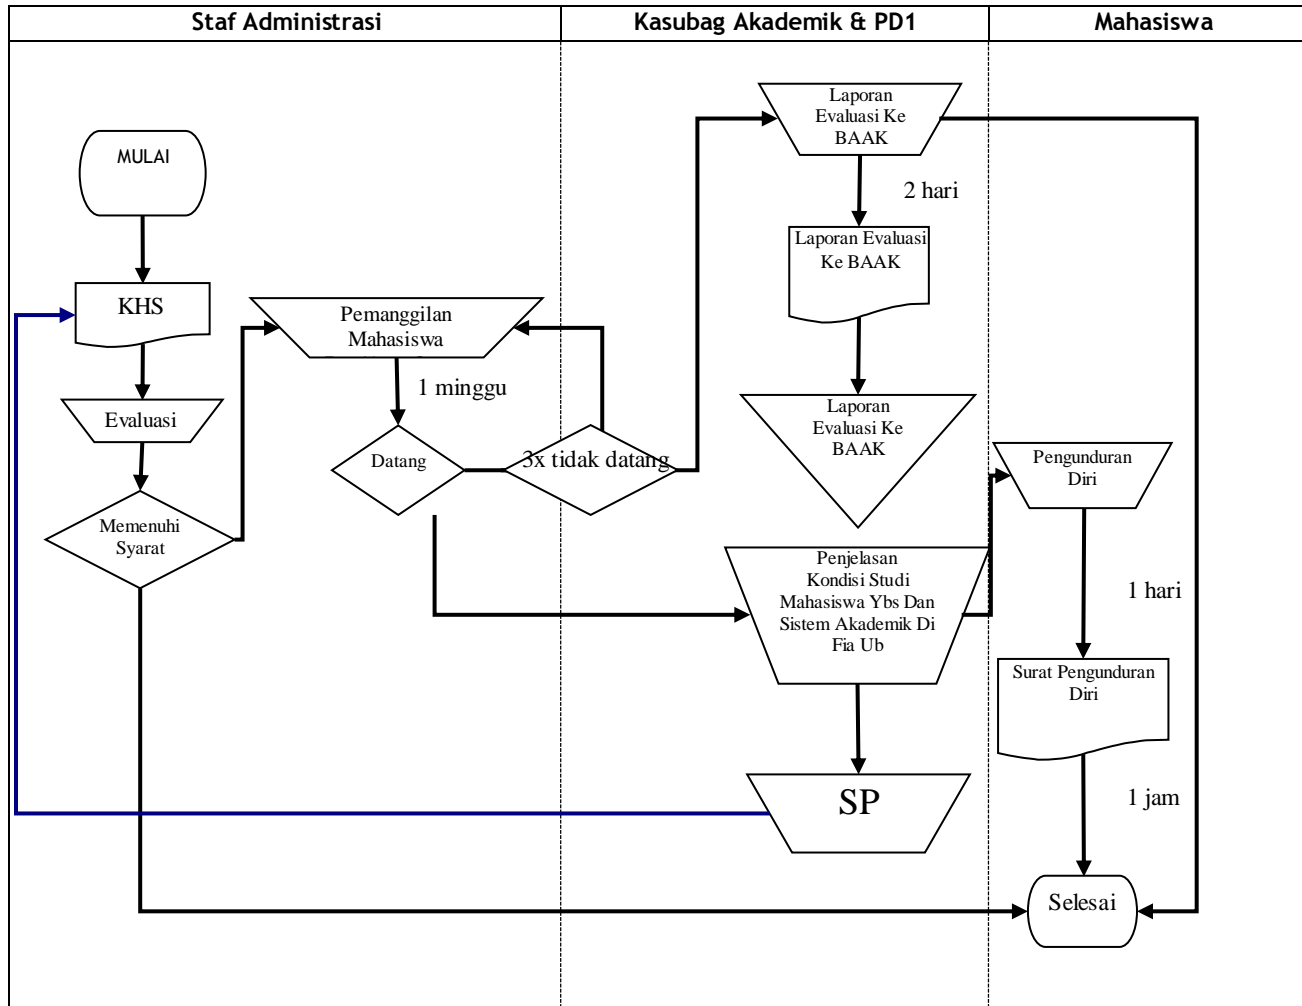 Staf Administrasi
Kasubag Akademik & PD1
Mahasiswa
MULAI
KHS
Evaluasi
Memenuhi
Syarat
Pemanggilan
Mahasiswa
1 minggu
Datang
3x tidak datang
Laporan
Evaluasi Ke
BAAK
2 hari
Laporan Evaluasi
Ke BAAK
Laporan
Evaluasi Ke
BAAK
Penjelasan
Kondisi Studi
Mahasiswa Ybs Dan
Sistem Akademik Di
Fia Ub
SP
Pengunduran
Diri
1 hari
Surat Pengunduran
Diri
1 jam
Selesai